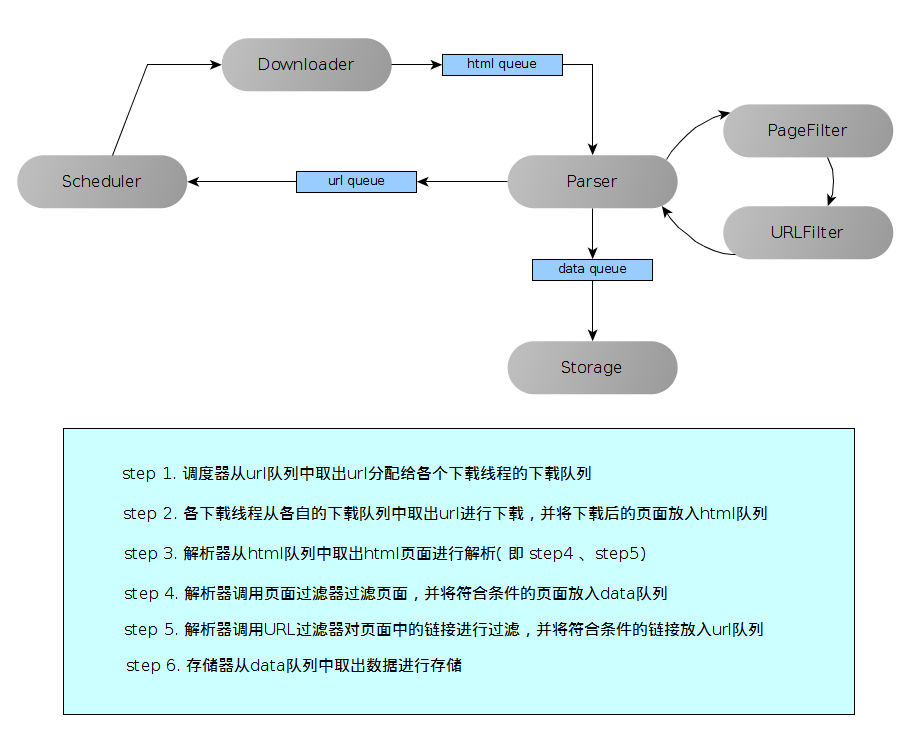 Downloader
html queue
PageFilter
Scheduler
url queue
Parser
URLFilter
data queue
Storage
step 1. 调度器从url队列中取出url分配给各个下载线程的下载队列
step 2. 各下载线程从各自的下载队列中取出url进行下载，并将下载后的页面放入html队列
step 3. 解析器从html队列中取出html页面进行解析( 即 step4 、step5)
step 4. 解析器调用页面过滤器过滤页面，并将符合条件的页面放入data队列
step 5. 解析器调用URL过滤器对页面中的链接进行过滤，并将符合条件的链接放入url队列
step 6. 存储器从data队列中取出数据进行存储